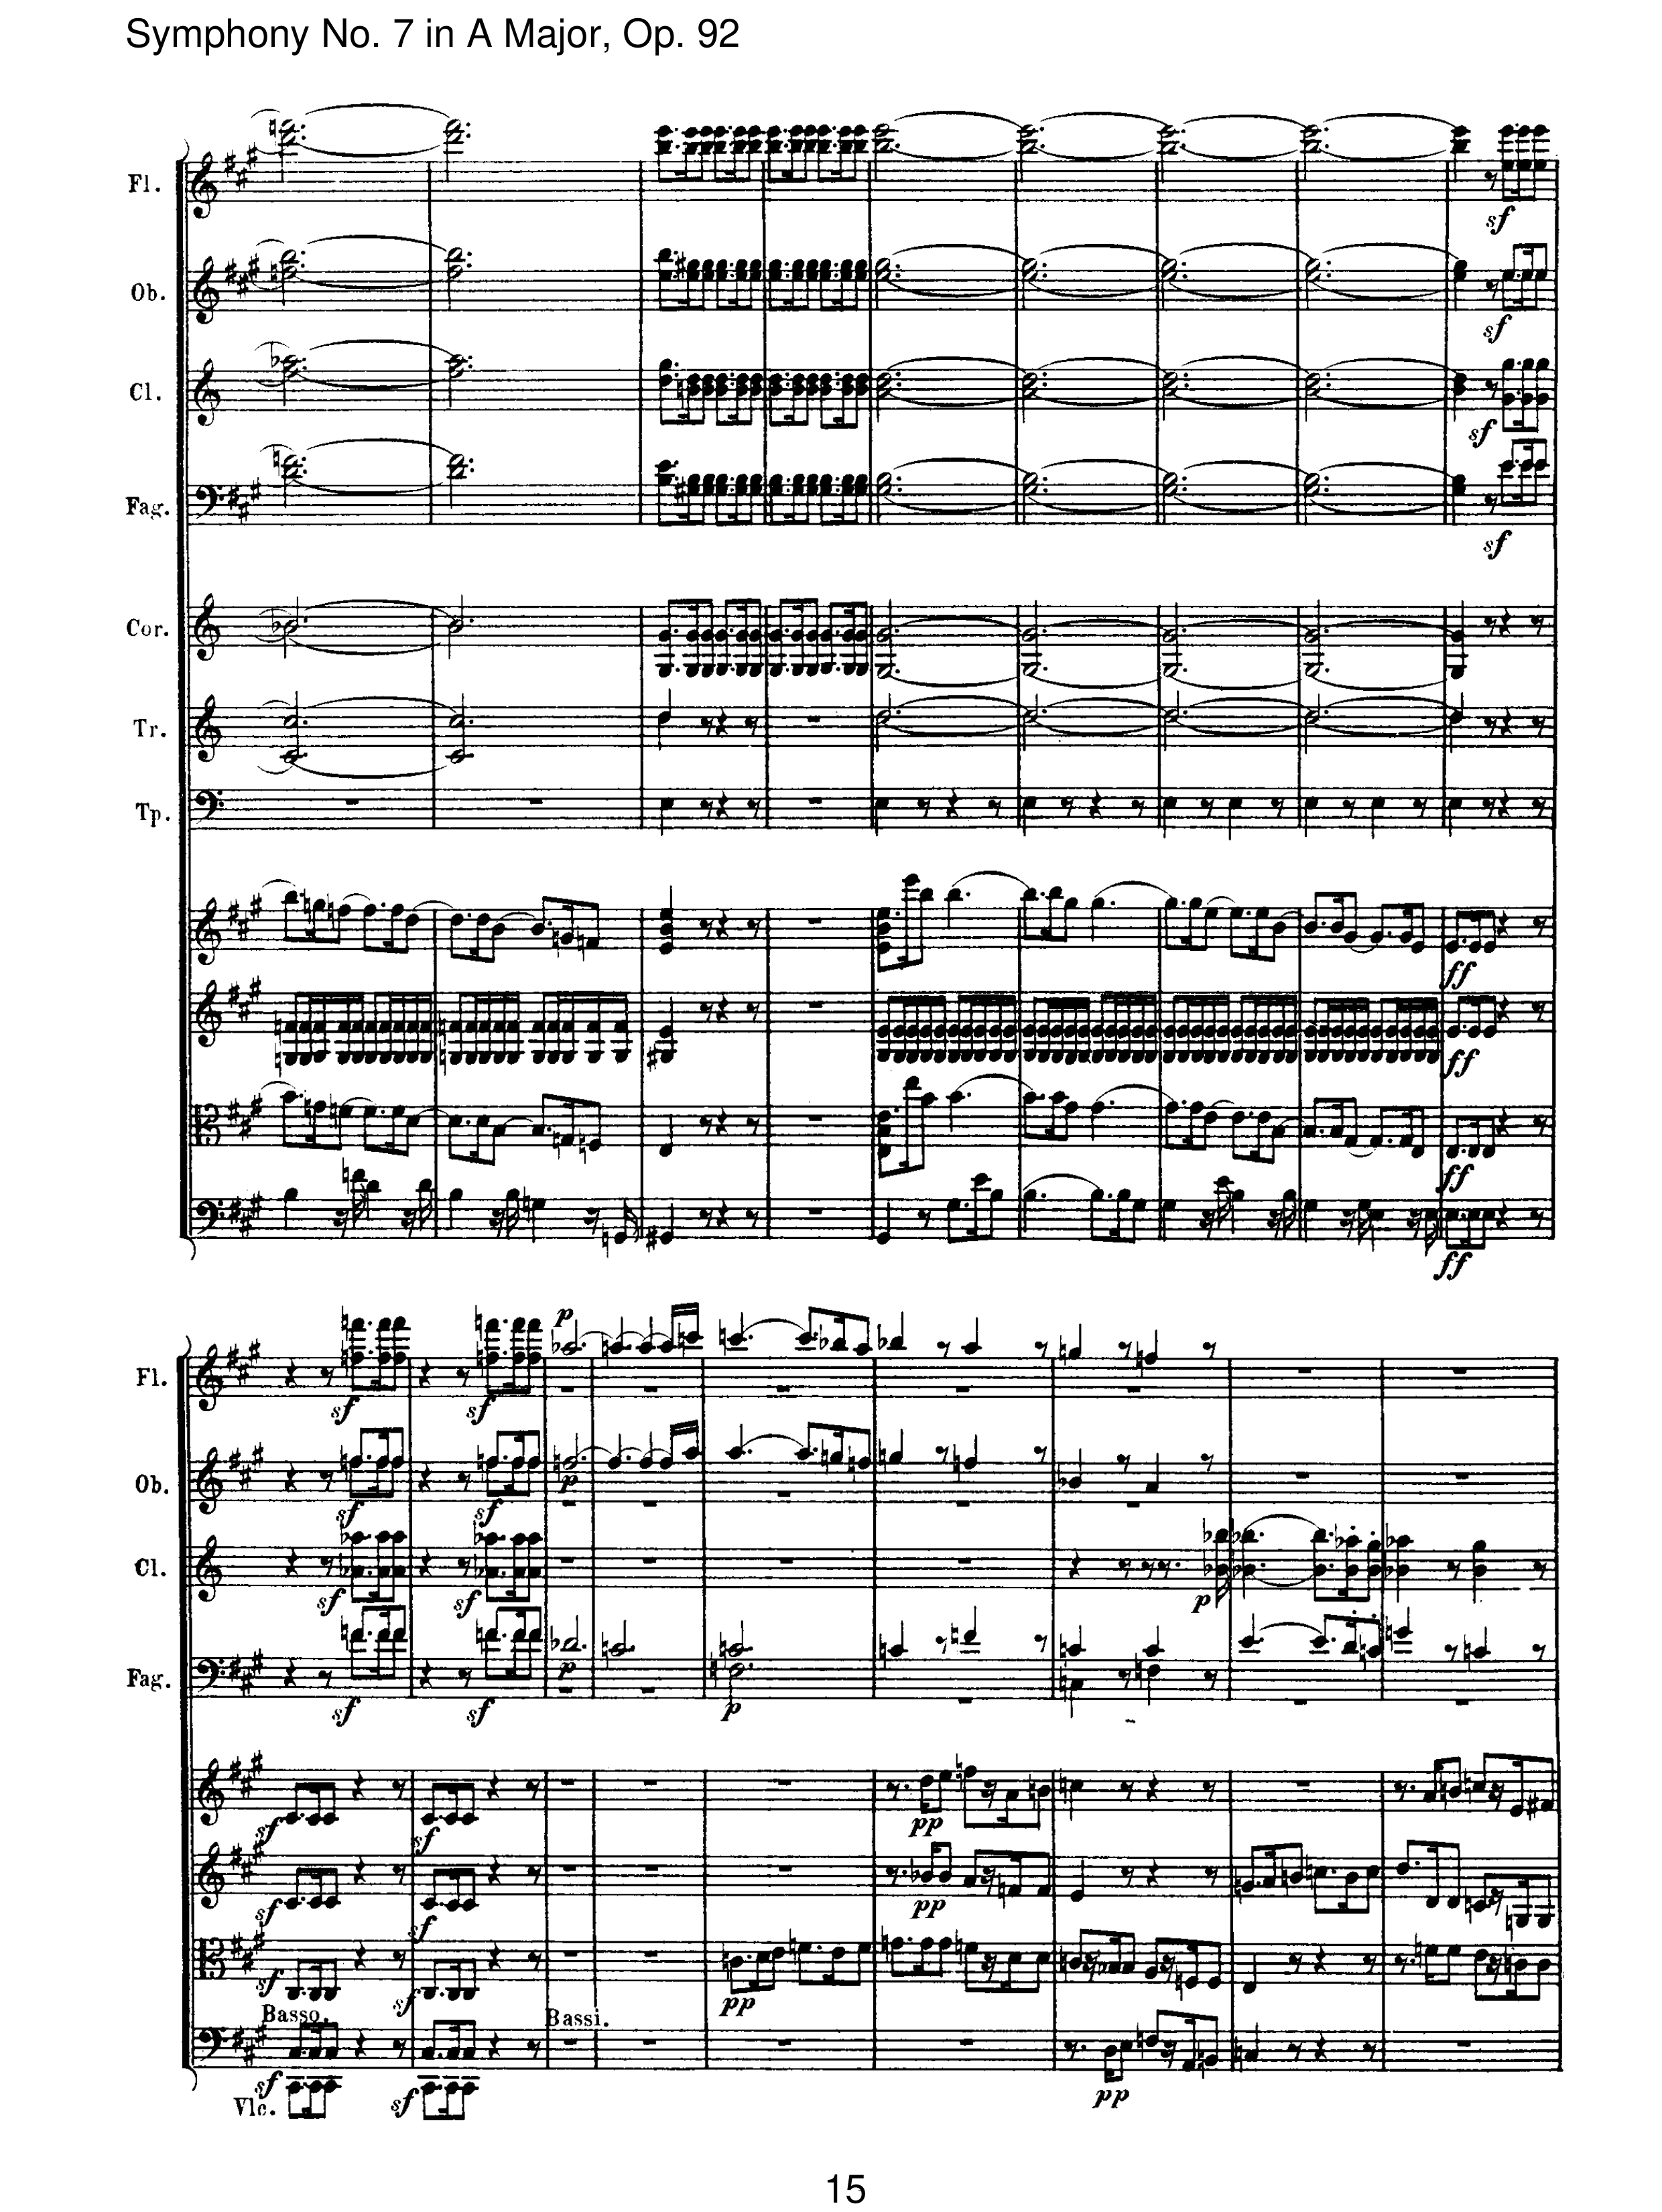 Symphony No. 7 in A Major, Op. 92
Fl.
sf
Ob.
sf
Cl.
sf
Fag.
sf
Cor.
Tr.
Tp.
ff
ff
ff
ff
p
Fl.
sf sf
Ob.
sf sf p
Cl.
sf sf p
Fag.
sf sf p p
sf sf pp
sf sf pp
sf sf pp
Basso. Bassi.
sf sf pp
Vlc.
15